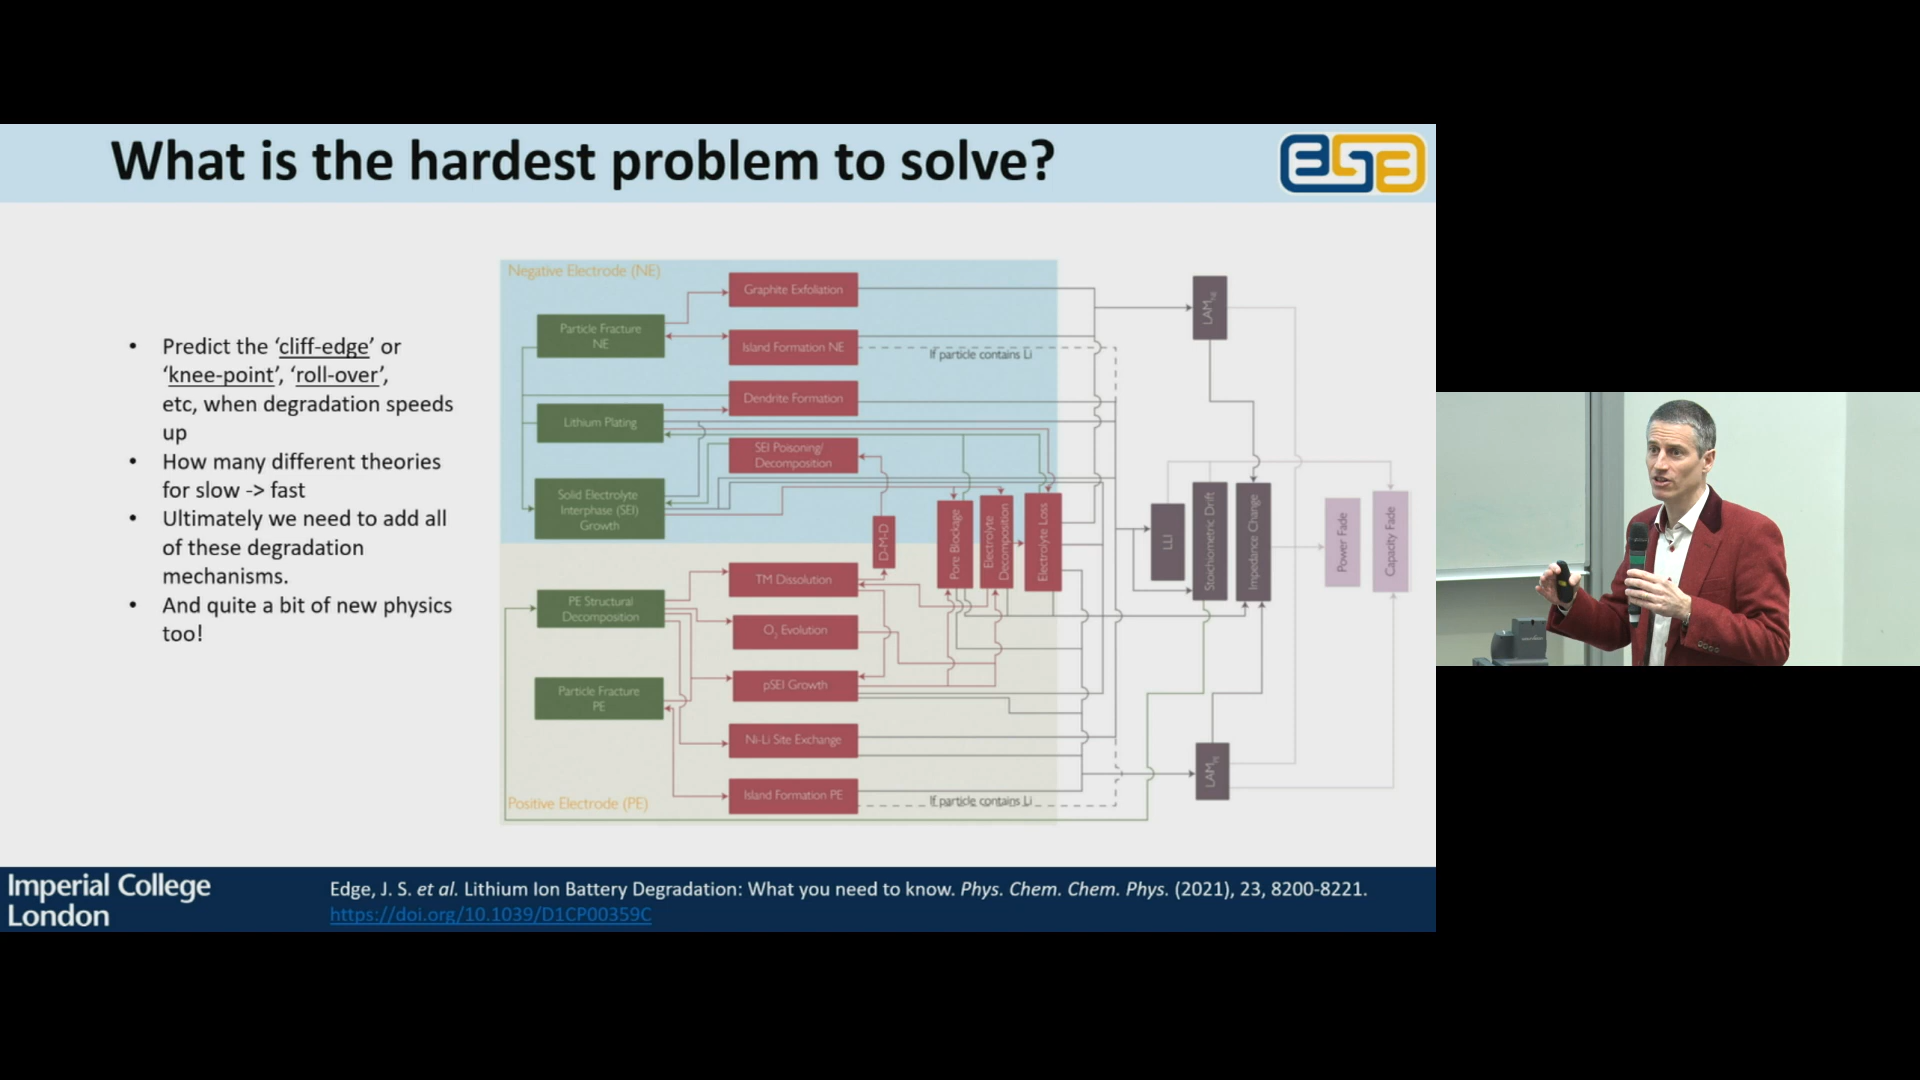 What is the hardest problem to solve?
• Predict the ‘cliff-edge’ or
‘knee-point’, ‘roll-over’,
etc, when degradation speeds
up
• How many different theories
for slow -> fast
• Ultimately we need to add all
of these degradation
mechanisms.
• And quite a bit of new physics
too!
Negative Electrode (NE)
Graphite Exfoliation
Particle Fracture
NE
Island Formation NE
If particle contains Li
Dendrite Formation
Lithium Plating
SEI Poisoning/
Decomposition
Solid Electrolyte
Interphase (SEI)
Growth
D-M-D
Pore Blockage
Electrolyte
Decomposition
Electrolyte Loss
TM Dissolution
PE Structural
Decomposition
O₂ Evolution
pSEI Growth
Particle Fracture
PE
Ni-Li Site Exchange
Island Formation PE
If particle contains Li
Positive Electrode (PE)
LAM NE
LLI
Stoichiometric Drift
Impedance Change
Power Fade
Capacity Fade
LAM PE
Imperial College
London
Edge, J. S. et al. Lithium Ion Battery Degradation: What you need to know. Phys. Chem. Chem. Phys. (2021), 23, 8200-8221.
https://doi.org/10.1039/D1CP00359C